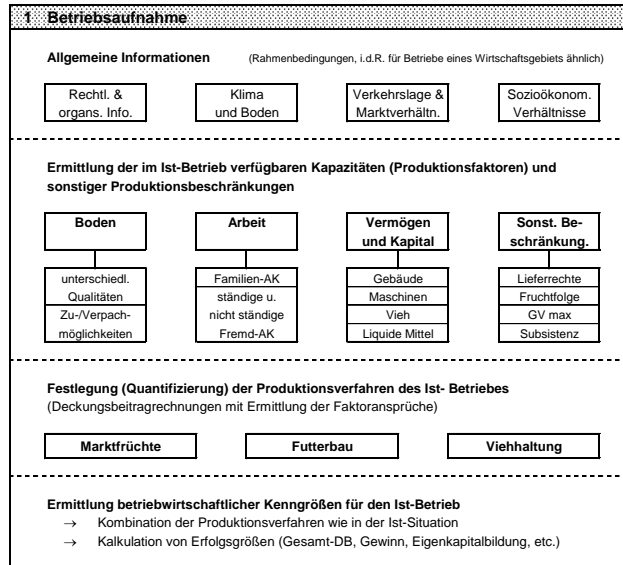 1 Betriebsaufnahme
Allgemeine Informationen (Rahmenbedingungen, i.d.R. für Betriebe eines Wirtschaftsgebiets ähnlich)
Rechtl. &
organs. Info.
Klima
und Boden
Verkehrslage &
Marktverhältn.
Sozioökonom.
Verhältnisse
Ermittlung der im Ist-Betrieb verfügbaren Kapazitäten (Produktionsfaktoren) und
sonstiger Produktionsbeschränkungen
Boden
unterschiedl.
Qualitäten
Zu-/Verpach-
möglichkeiten
Arbeit
Familien-AK
ständige u.
nicht ständige
Fremd-AK
Vermögen
und Kapital
Gebäude
Maschinen
Vieh
Liquide Mittel
Sonst. Be-
schränkung.
Lieferrechte
Fruchtfolge
GV max
Subsistenz
Festlegung (Quantifizierung) der Produktionsverfahren des Ist- Betriebes
(Deckungsbeitragrechnungen mit Ermittlung der Faktoransprüche)
Marktfrüchte
Futterbau
Viehhaltung
Ermittlung betriebwirtschaftlicher Kenngrößen für den Ist-Betrieb
→ Kombination der Produktionsverfahren wie in der Ist-Situation
→ Kalkulation von Erfolgsgrößen (Gesamt-DB, Gewinn, Eigenkapitalbildung, etc.)